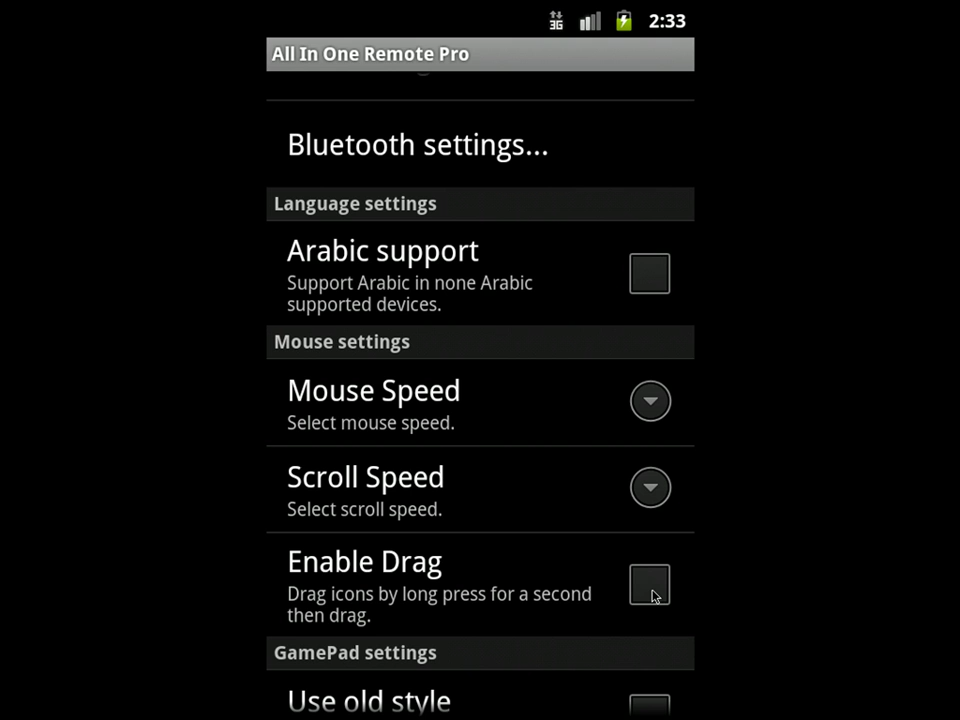 3G 2:33
All In One Remote Pro
Bluetooth settings...
Language settings
Arabic support
Support Arabic in none Arabic
supported devices.
Mouse settings
Mouse Speed
Select mouse speed.
Scroll Speed
Select scroll speed.
Enable Drag
Drag icons by long press for a second
then drag.
GamePad settings
Use old style